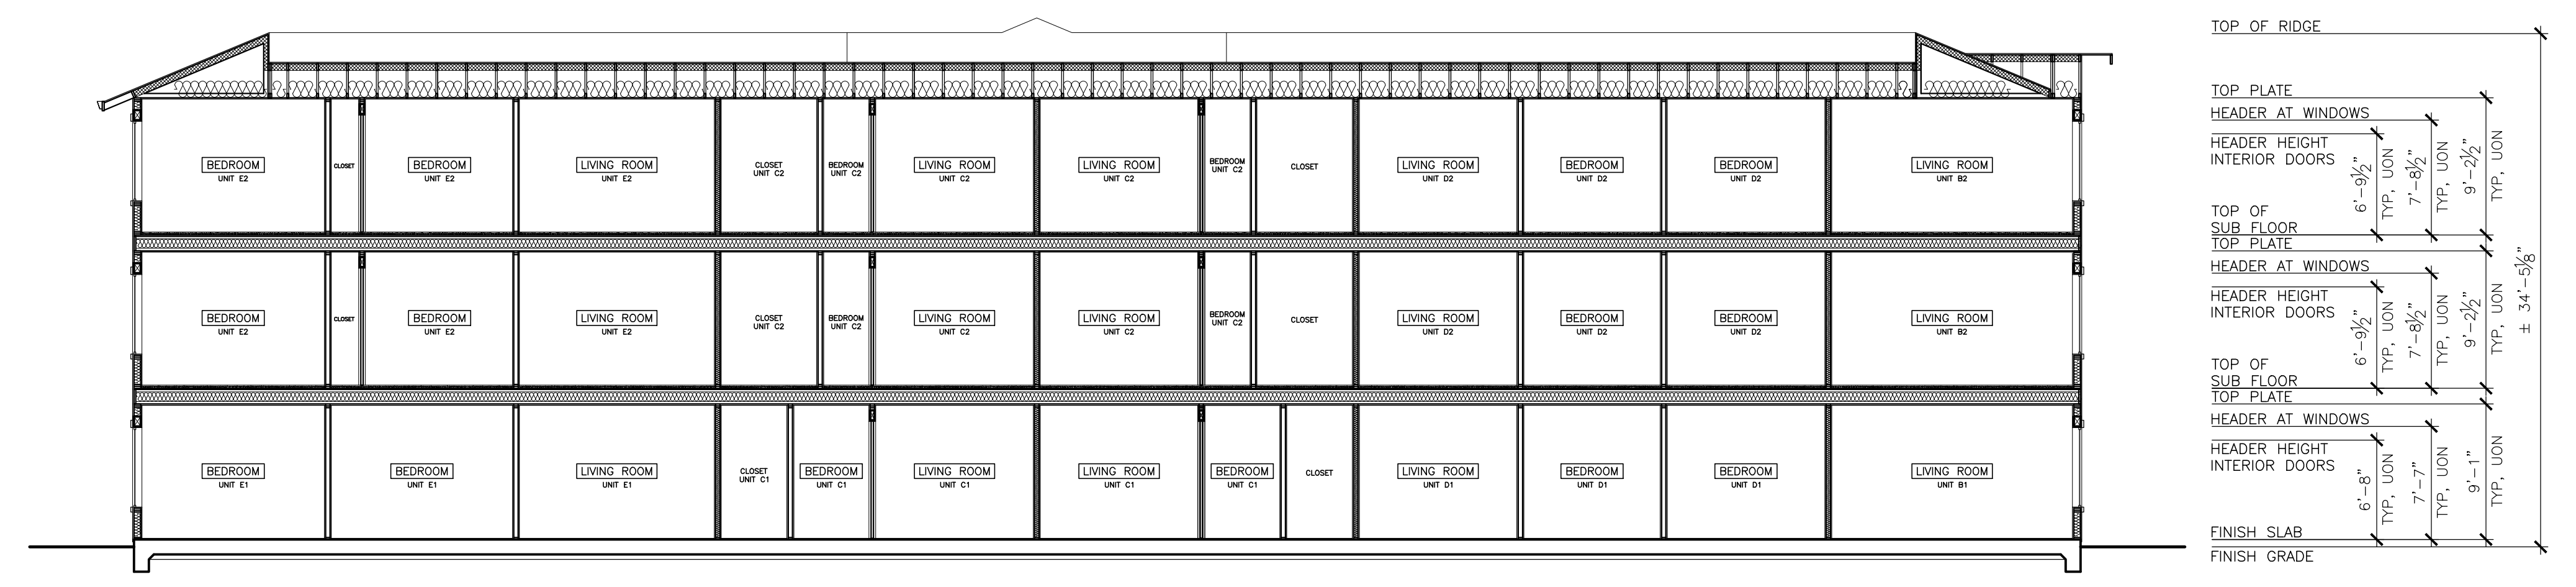 TOP OF RIDGE
TOP PLATE
HEADER AT WINDOWS
HEADER HEIGHT
INTERIOR DOORS
6'-9½"
TYP, UON
7'-8½"
TYP, UON
9'-2½"
TYP, UON
BEDROOM
UNIT E2
CLOSET
BEDROOM
UNIT E2
LIVING ROOM
UNIT E2
CLOSET
UNIT C2
BEDROOM
UNIT C2
LIVING ROOM
UNIT C2
LIVING ROOM
UNIT C2
BEDROOM
UNIT C2
CLOSET
LIVING ROOM
UNIT D2
BEDROOM
UNIT D2
BEDROOM
UNIT D2
LIVING ROOM
UNIT B2
TOP OF
SUB FLOOR
TOP PLATE
HEADER AT WINDOWS
HEADER HEIGHT
INTERIOR DOORS
6'-9½"
TYP, UON
7'-8½"
TYP, UON
9'-2½"
TYP, UON
± 34'-5⅛"
BEDROOM
UNIT E2
CLOSET
BEDROOM
UNIT E2
LIVING ROOM
UNIT E2
CLOSET
UNIT C2
BEDROOM
UNIT C2
LIVING ROOM
UNIT C2
LIVING ROOM
UNIT C2
BEDROOM
UNIT C2
CLOSET
LIVING ROOM
UNIT D2
BEDROOM
UNIT D2
BEDROOM
UNIT D2
LIVING ROOM
UNIT B2
TOP OF
SUB FLOOR
TOP PLATE
HEADER AT WINDOWS
HEADER HEIGHT
INTERIOR DOORS
6'-8"
TYP, UON
7'-7"
TYP, UON
9'-1"
TYP, UON
BEDROOM
UNIT E1
BEDROOM
UNIT E1
LIVING ROOM
UNIT E1
CLOSET
UNIT C1
BEDROOM
UNIT C1
LIVING ROOM
UNIT C1
LIVING ROOM
UNIT C1
BEDROOM
UNIT C1
CLOSET
LIVING ROOM
UNIT D1
BEDROOM
UNIT D1
BEDROOM
UNIT D1
LIVING ROOM
UNIT B1
FINISH SLAB
FINISH GRADE